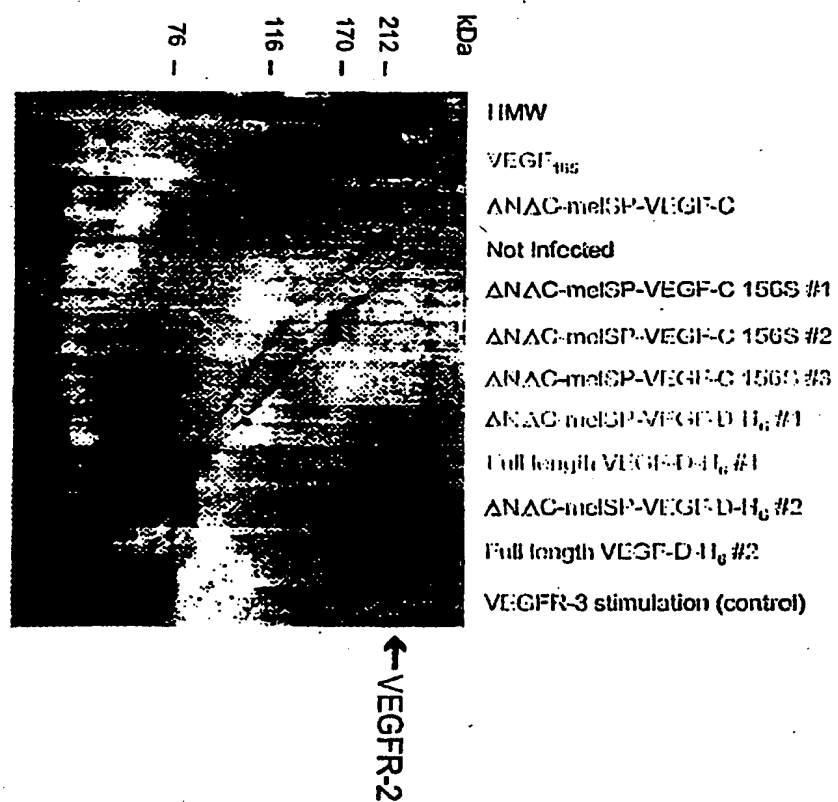 kDa
212 –
170 –
116 –
76 –
HMW
VEGF₁₆₅
ΔNΔC-melSP-VEGF-C
Not Infected
ΔNΔC-melSP-VEGF-C 156S #1
ΔNΔC-melSP-VEGF-C 156S #2
ΔNΔC-melSP-VEGF-C 156S #3
ΔNΔC-melSP-VEGF-D-H₆ #1
Full length VEGF-D-H₆ #1
ΔNΔC-melSP-VEGF-D-H₆ #2
Full length VEGF-D-H₆ #2
VEGFR-3 stimulation (control)
← VEGFR-2